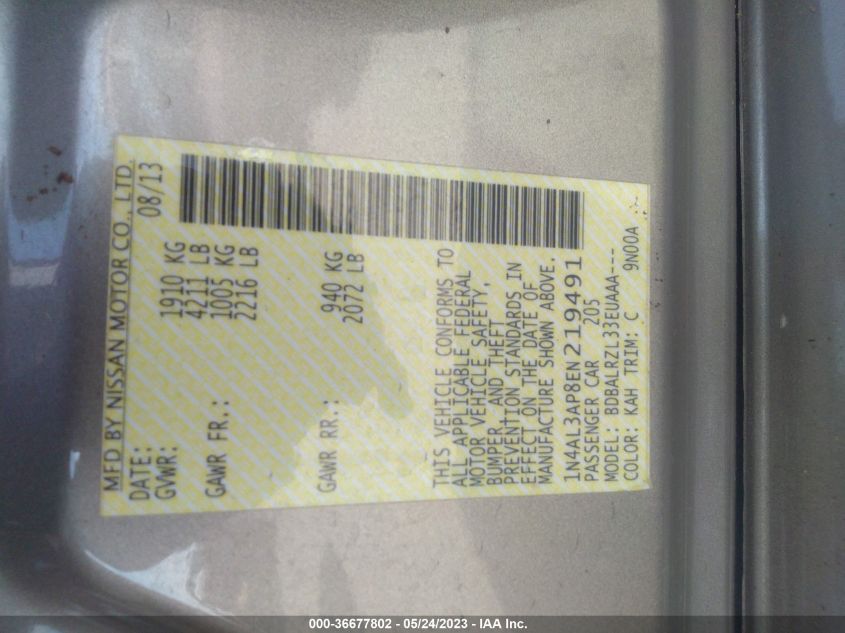 MFD BY NISSAN MOTOR CO., LTD.
DATE: 08/13
GVWR: 1910 KG
4211 LB
GAWR FR.: 1005 KG
2216 LB
GAWR RR.: 940 KG
2072 LB
THIS VEHICLE CONFORMS TO
ALL APPLICABLE FEDERAL
MOTOR VEHICLE SAFETY,
BUMPER, AND THEFT
PREVENTION STANDARDS IN
EFFECT ON THE DATE OF
MANUFACTURE SHOWN ABOVE.
1N4AL3AP8EN219491
PASSENGER CAR 205
MODEL: BDBALRZL33EUAAA---
COLOR: KAH TRIM: C 9N00A
000-36677802 - 05/24/2023 - IAA Inc.